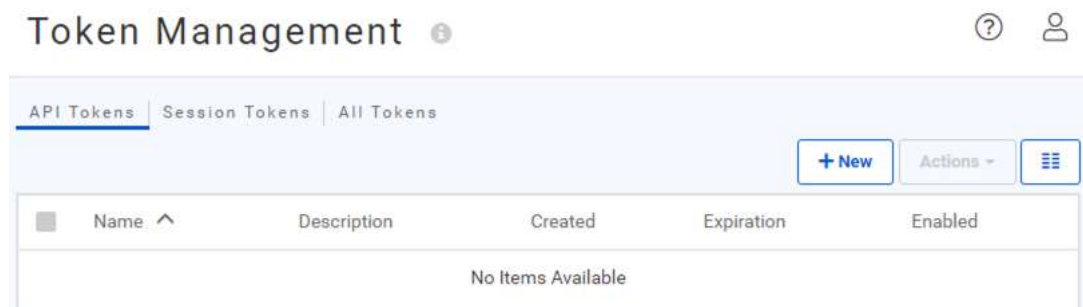 Token Management
API Tokens Session Tokens All Tokens
+ New Actions
Name Description Created Expiration Enabled
No Items Available